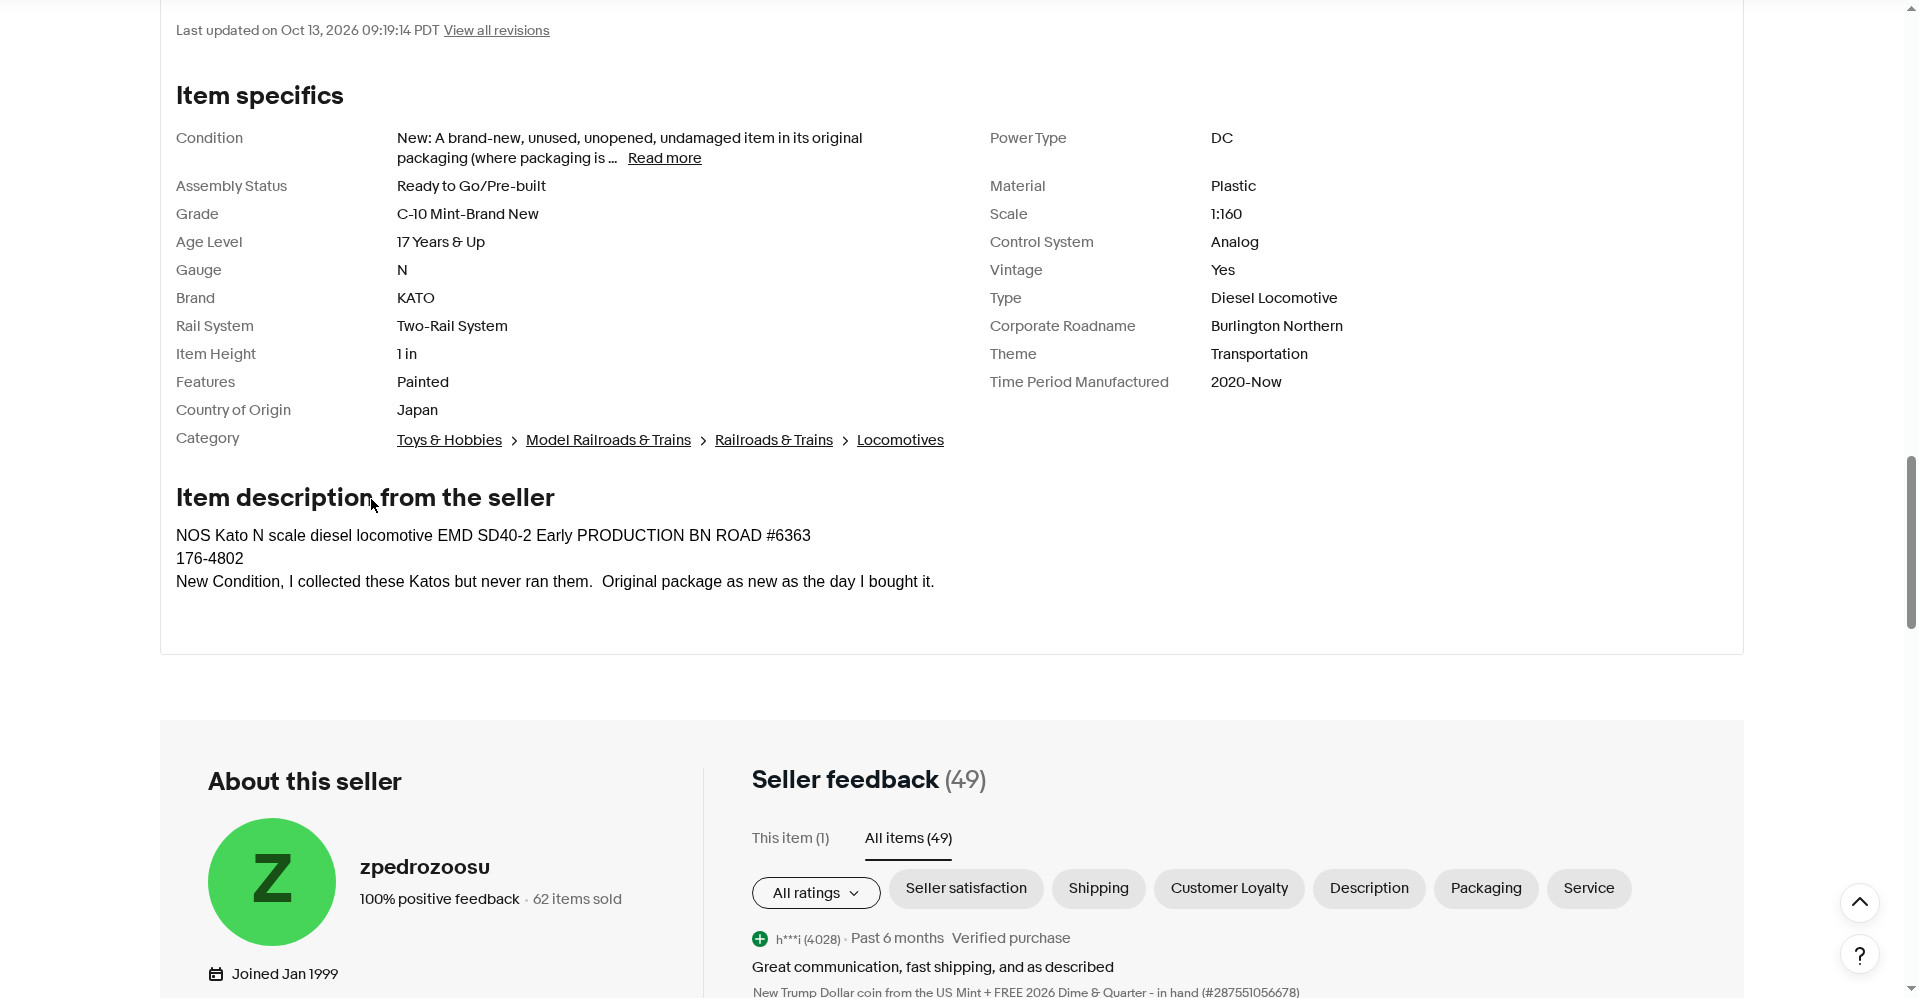 Last updated on Oct 13, 2026 09:19:14 PDT View all revisions
Item specifics
Condition
New: A brand-new, unused, unopened, undamaged item in its original
packaging (where packaging is ... Read more
Power Type
DC
Assembly Status
Ready to Go/Pre-built
Material
Plastic
Grade
C-10 Mint-Brand New
Scale
1:160
Age Level
17 Years & Up
Control System
Analog
Gauge
N
Vintage
Yes
Brand
KATO
Type
Diesel Locomotive
Rail System
Two-Rail System
Corporate Roadname
Burlington Northern
Item Height
1 in
Theme
Transportation
Features
Painted
Time Period Manufactured
2020-Now
Country of Origin
Japan
Category
Toys & Hobbies > Model Railroads & Trains > Railroads & Trains > Locomotives
Item description from the seller
NOS Kato N scale diesel locomotive EMD SD40-2 Early PRODUCTION BN ROAD #6363
176-4802
New Condition, I collected these Katos but never ran them.  Original package as new as the day I bought it.
About this seller
Z
zpedrozoosu
100% positive feedback · 62 items sold
Joined Jan 1999
Seller feedback (49)
This item (1)
All items (49)
All ratings
Seller satisfaction
Shipping
Customer Loyalty
Description
Packaging
Service
h***i (4028) · Past 6 months Verified purchase
Great communication, fast shipping, and as described
New Trump Dollar coin from the US Mint + FREE 2026 Dime & Quarter - in hand (#287551056678)
?